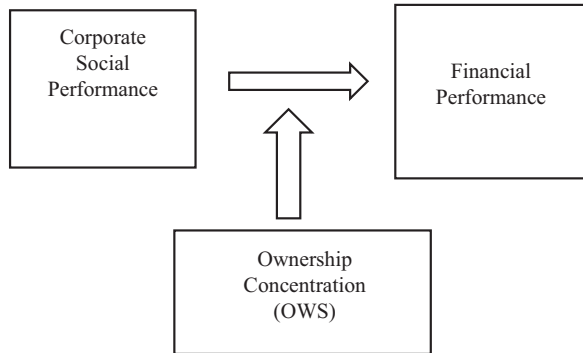 Corporate
Social
Performance
Financial
Performance
Ownership
Concentration
(OWS)